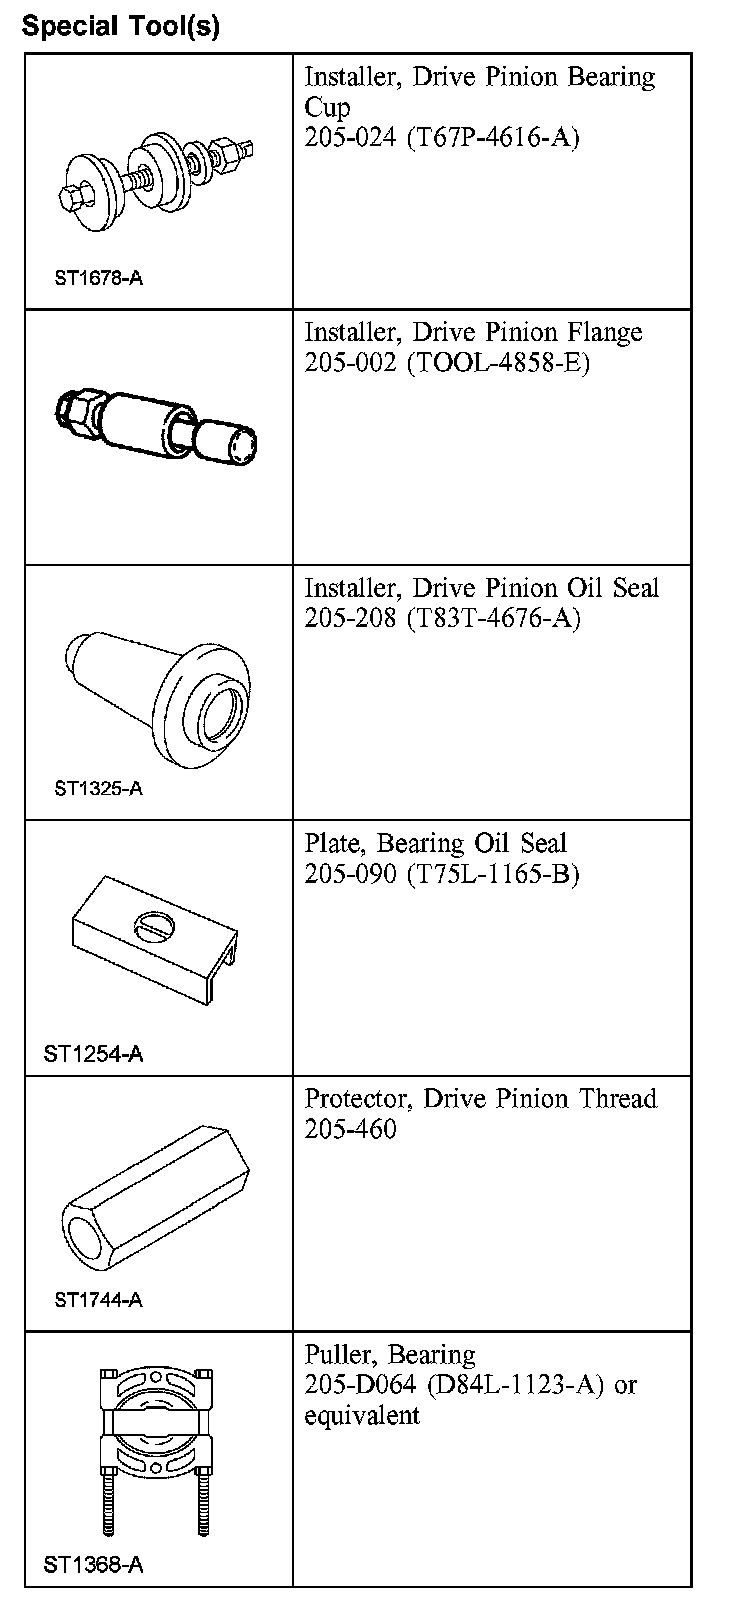 Special Tool(s)
Installer, Drive Pinion Bearing
Cup
205-024 (T67P-4616-A)
ST1678-A
Installer, Drive Pinion Flange
205-002 (TOOL-4858-E)
Installer, Drive Pinion Oil Seal
205-208 (T83T-4676-A)
ST1325-A
Plate, Bearing Oil Seal
205-090 (T75L-1165-B)
ST1254-A
Protector, Drive Pinion Thread
205-460
ST1744-A
Puller, Bearing
205-D064 (D84L-1123-A) or
equivalent
ST1368-A